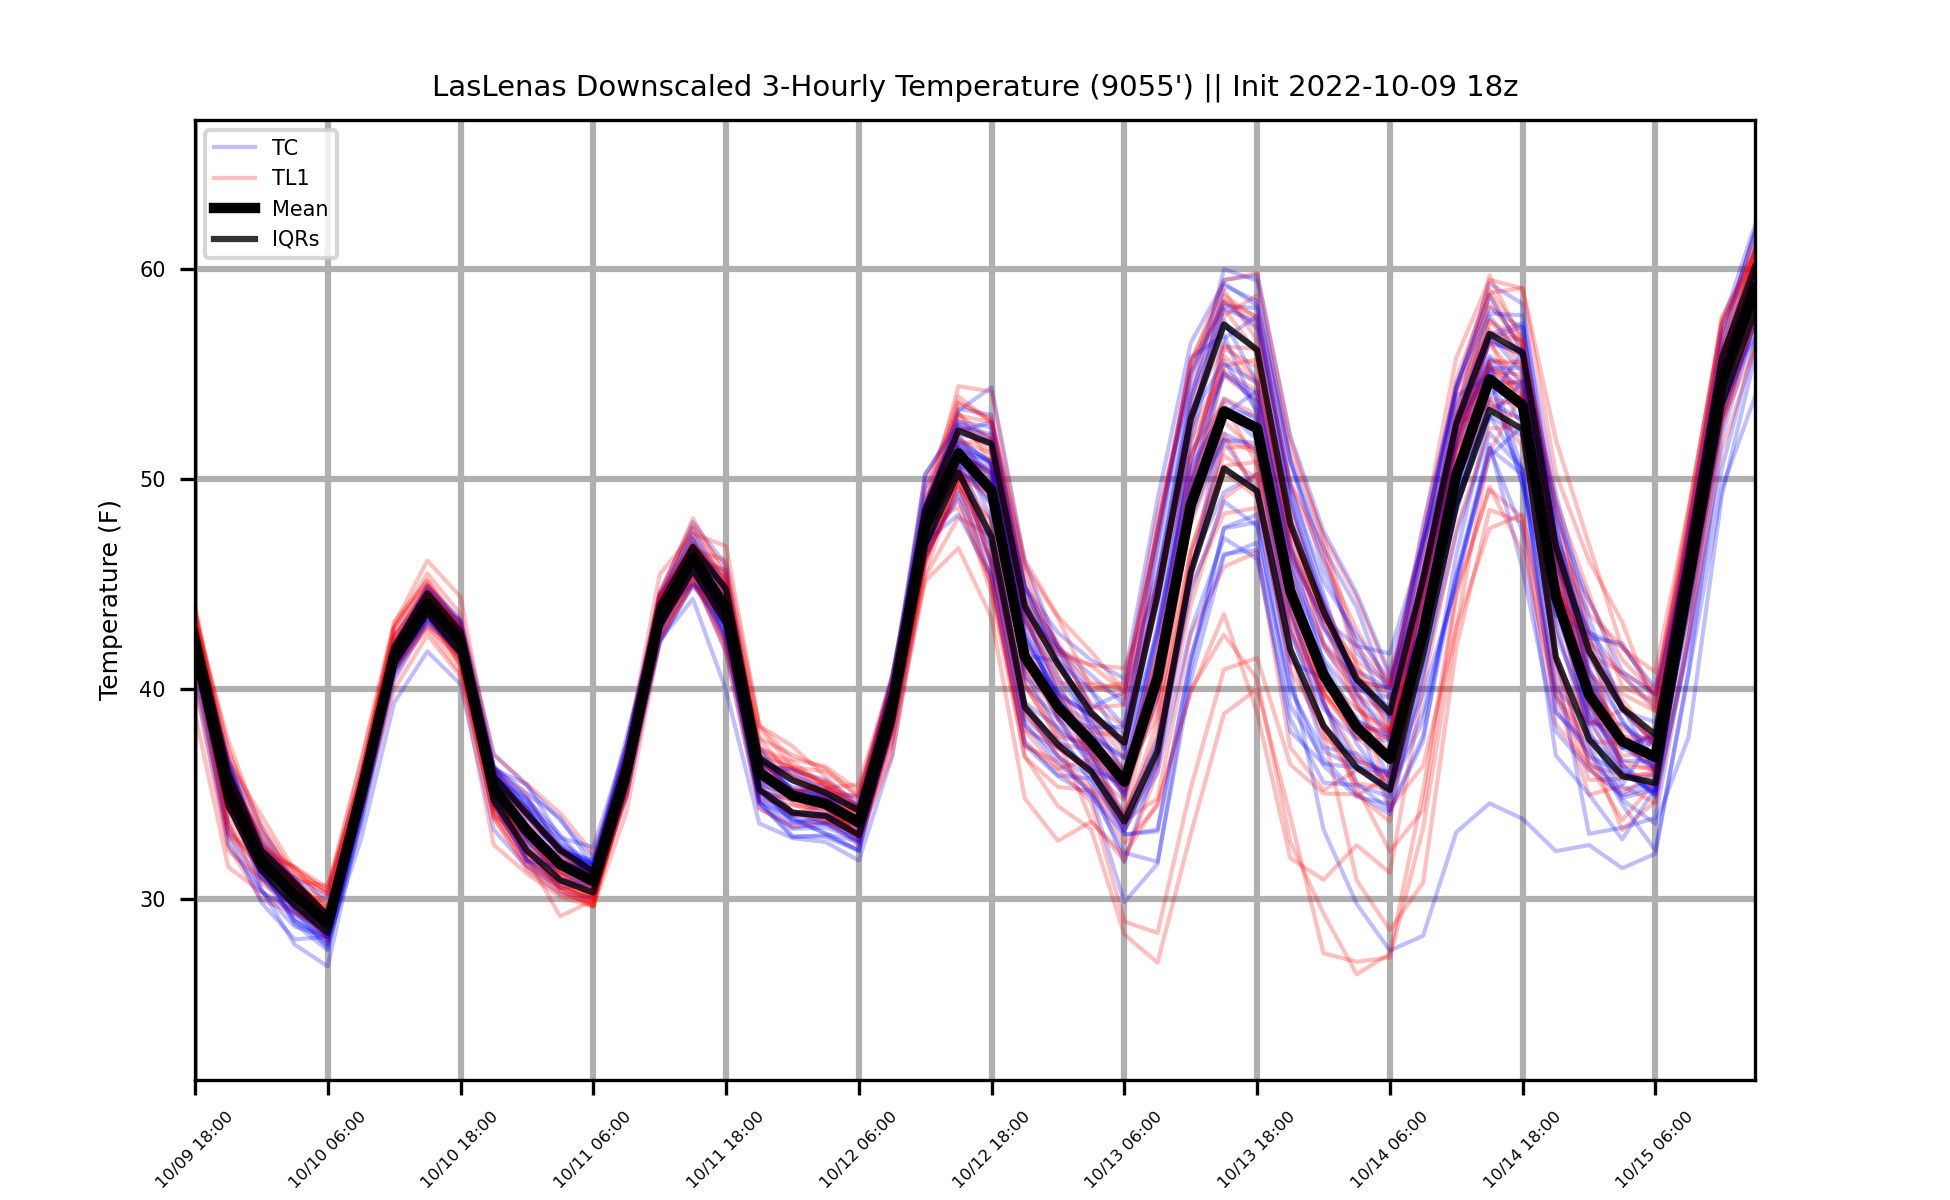 LasLenas Downscaled 3-Hourly Temperature (9055') || Init 2022-10-09 18z
TC
TL1
Mean
IQRs
Temperature (F)
60
50
40
30
10/09 18:00
10/10 06:00
10/10 18:00
10/11 06:00
10/11 18:00
10/12 06:00
10/12 18:00
10/13 06:00
10/13 18:00
10/14 06:00
10/14 18:00
10/15 06:00